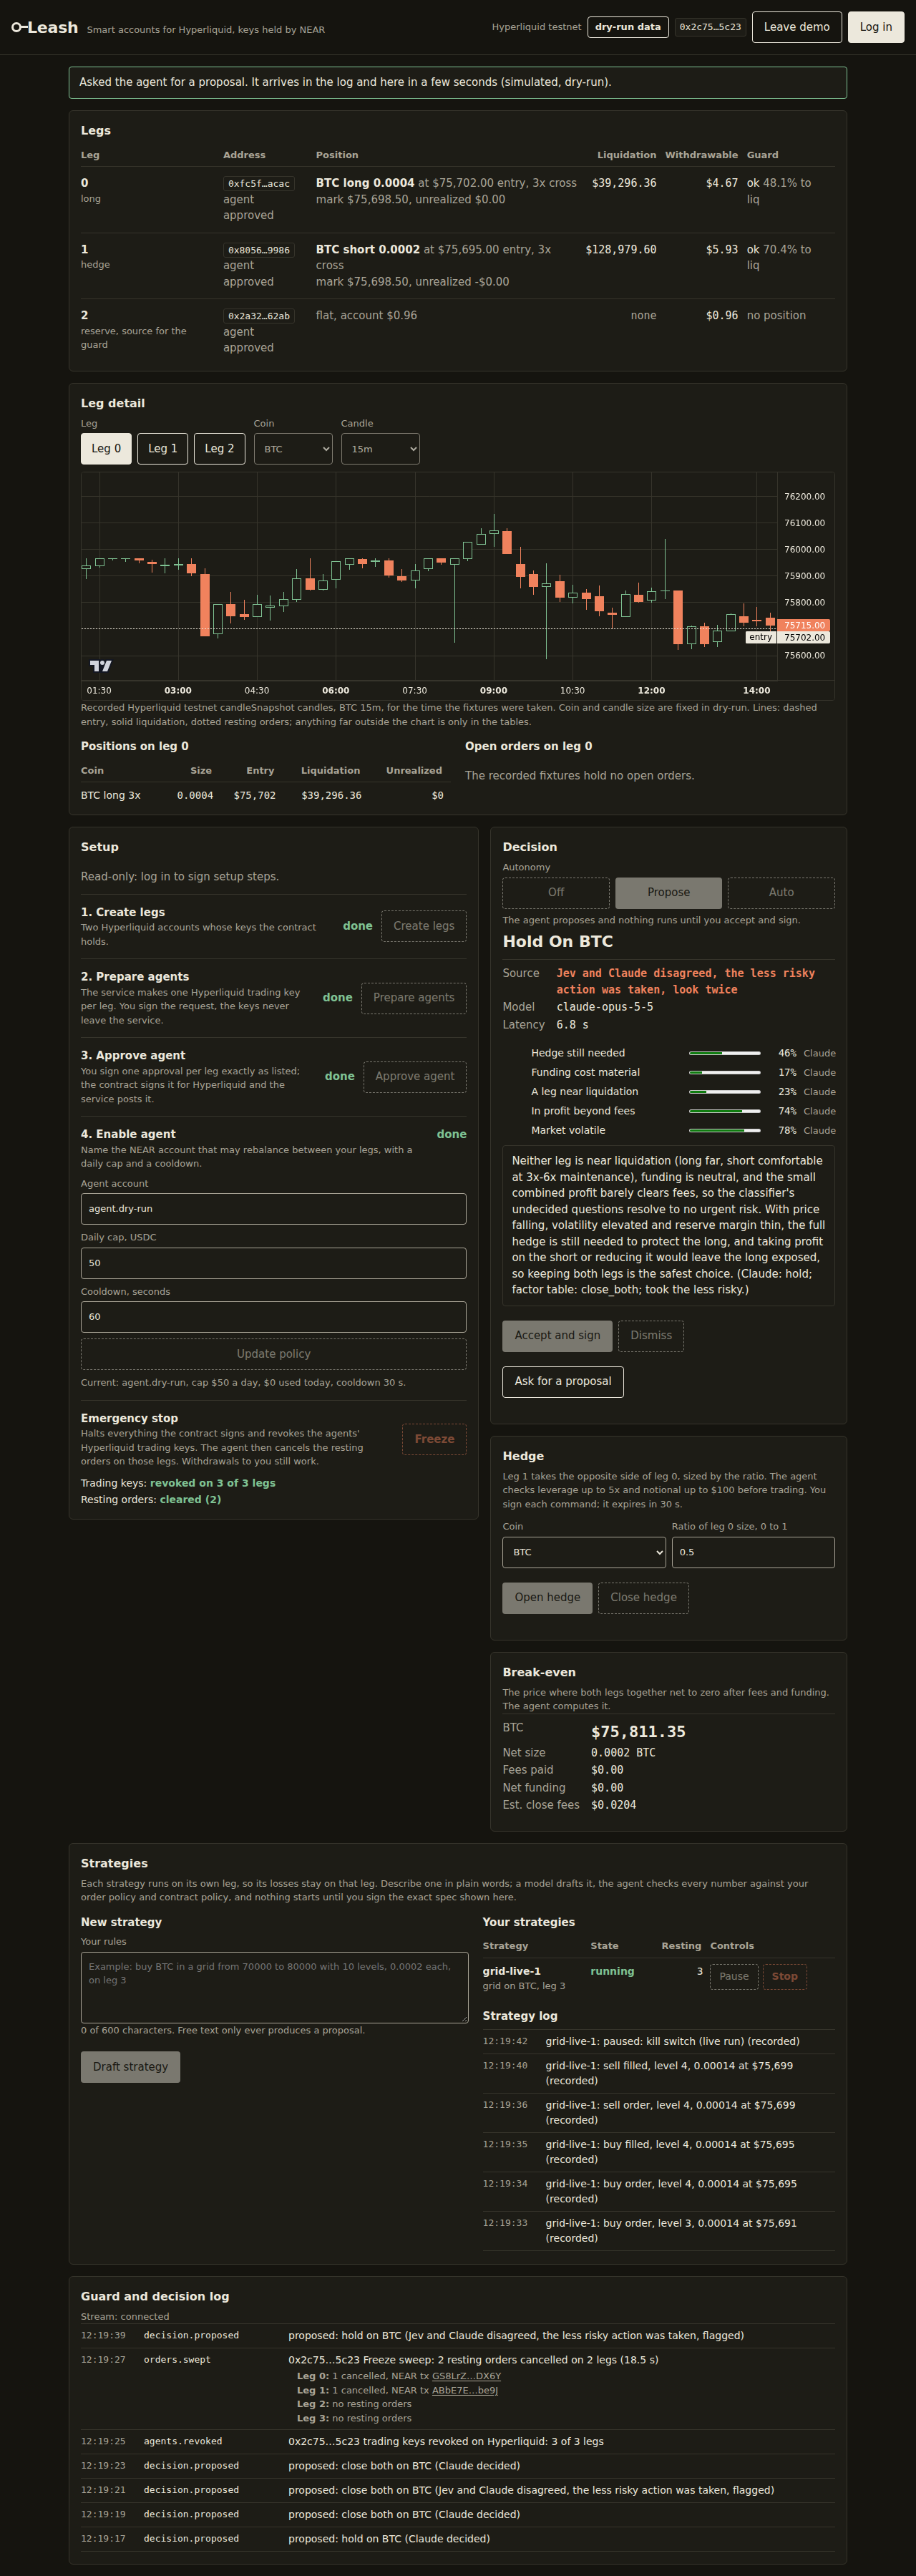 Leash Smart accounts for Hyperliquid, keys held by NEAR Hyperliquid testnet dry-run data 0x2c75…5c23 Leave demo Log in
Asked the agent for a proposal. It arrives in the log and here in a few seconds (simulated, dry-run).
Legs
Leg Address Position Liquidation Withdrawable Guard
0 0xfc5f…acac BTC long 0.0004 at $75,702.00 entry, 3x cross $39,296.36 $4.67 ok 48.1% to
long agent mark $75,698.50, unrealized $0.00 liq
approved
1 0x8056…9986 BTC short 0.0002 at $75,695.00 entry, 3x $128,979.60 $5.93 ok 70.4% to
hedge agent cross liq
approved mark $75,698.50, unrealized -$0.00
2 0x2a32…62ab flat, account $0.96 none $0.96 no position
reserve, source for the agent
guard approved
Leg detail
Leg Coin Candle
Leg 0 Leg 1 Leg 2 BTC 15m
76200.00
76100.00
76000.00
75900.00
75800.00
75715.00
entry 75702.00
75600.00
01:30 03:00 04:30 06:00 07:30 09:00 10:30 12:00 14:00
Recorded Hyperliquid testnet candleSnapshot candles, BTC 15m, for the time the fixtures were taken. Coin and candle size are fixed in dry-run. Lines: dashed
entry, solid liquidation, dotted resting orders; anything far outside the chart is only in the tables.
Positions on leg 0
Coin Size Entry Liquidation Unrealized
BTC long 3x 0.0004 $75,702 $39,296.36 $0
Open orders on leg 0
The recorded fixtures hold no open orders.
Setup
Read-only: log in to sign setup steps.
1. Create legs
Two Hyperliquid accounts whose keys the contract
holds.
done Create legs
2. Prepare agents
The service makes one Hyperliquid trading key
per leg. You sign the request, the keys never
leave the service.
done Prepare agents
3. Approve agent
You sign one approval per leg exactly as listed;
the contract signs it for Hyperliquid and the
service posts it.
done Approve agent
4. Enable agent done
Name the NEAR account that may rebalance between your legs, with a
daily cap and a cooldown.
Agent account
agent.dry-run
Daily cap, USDC
50
Cooldown, seconds
60
Update policy
Current: agent.dry-run, cap $50 a day, $0 used today, cooldown 30 s.
Emergency stop
Halts everything the contract signs and revokes the agents'
Hyperliquid trading keys. The agent then cancels the resting
orders on those legs. Withdrawals to you still work.
Freeze
Trading keys: revoked on 3 of 3 legs
Resting orders: cleared (2)
Decision
Autonomy
Off Propose Auto
The agent proposes and nothing runs until you accept and sign.
Hold On BTC
Source Jev and Claude disagreed, the less risky
action was taken, look twice
Model claude-opus-5-5
Latency 6.8 s
Hedge still needed 46% Claude
Funding cost material 17% Claude
A leg near liquidation 23% Claude
In profit beyond fees 74% Claude
Market volatile 78% Claude
Neither leg is near liquidation (long far, short comfortable
at 3x-6x maintenance), funding is neutral, and the small
combined profit barely clears fees, so the classifier's
undecided questions resolve to no urgent risk. With price
falling, volatility elevated and reserve margin thin, the full
hedge is still needed to protect the long, and taking profit
on the short or reducing it would leave the long exposed,
so keeping both legs is the safest choice. (Claude: hold;
factor table: close_both; took the less risky.)
Accept and sign Dismiss
Ask for a proposal
Hedge
Leg 1 takes the opposite side of leg 0, sized by the ratio. The agent
checks leverage up to 5x and notional up to $100 before trading. You
sign each command; it expires in 30 s.
Coin Ratio of leg 0 size, 0 to 1
BTC 0.5
Open hedge Close hedge
Break-even
The price where both legs together net to zero after fees and funding.
The agent computes it.
BTC $75,811.35
Net size 0.0002 BTC
Fees paid $0.00
Net funding $0.00
Est. close fees $0.0204
Strategies
Each strategy runs on its own leg, so its losses stay on that leg. Describe one in plain words; a model drafts it, the agent checks every number against your
order policy and contract policy, and nothing starts until you sign the exact spec shown here.
New strategy
Your rules
Example: buy BTC in a grid from 70000 to 80000 with 10 levels, 0.0002 each,
on leg 3
0 of 600 characters. Free text only ever produces a proposal.
Draft strategy
Your strategies
Strategy State Resting Controls
grid-live-1 running 3 Pause Stop
grid on BTC, leg 3
Strategy log
12:19:42 grid-live-1: paused: kill switch (live run) (recorded)
12:19:40 grid-live-1: sell filled, level 4, 0.00014 at $75,699
(recorded)
12:19:36 grid-live-1: sell order, level 4, 0.00014 at $75,699
(recorded)
12:19:35 grid-live-1: buy filled, level 4, 0.00014 at $75,695
(recorded)
12:19:34 grid-live-1: buy order, level 4, 0.00014 at $75,695
(recorded)
12:19:33 grid-live-1: buy order, level 3, 0.00014 at $75,691
(recorded)
Guard and decision log
Stream: connected
12:19:39 decision.proposed proposed: hold on BTC (Jev and Claude disagreed, the less risky action was taken, flagged)
12:19:27 orders.swept 0x2c75…5c23 Freeze sweep: 2 resting orders cancelled on 2 legs (18.5 s)
Leg 0: 1 cancelled, NEAR tx GS8LrZ…DX6Y
Leg 1: 1 cancelled, NEAR tx ABbE7E…be9J
Leg 2: no resting orders
Leg 3: no resting orders
12:19:25 agents.revoked 0x2c75…5c23 trading keys revoked on Hyperliquid: 3 of 3 legs
12:19:23 decision.proposed proposed: close both on BTC (Claude decided)
12:19:21 decision.proposed proposed: close both on BTC (Jev and Claude disagreed, the less risky action was taken, flagged)
12:19:19 decision.proposed proposed: close both on BTC (Claude decided)
12:19:17 decision.proposed proposed: hold on BTC (Claude decided)